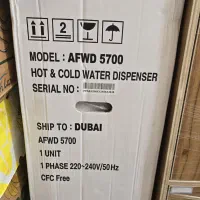 2
MODEL : AFWD 5700
HOT & COLD WATER DISPENSER
SERIAL NO :
SHIP TO : DUBAI
AFWD 5700
1 UNIT
1 PHASE 220~240V/50Hz
CFC Free